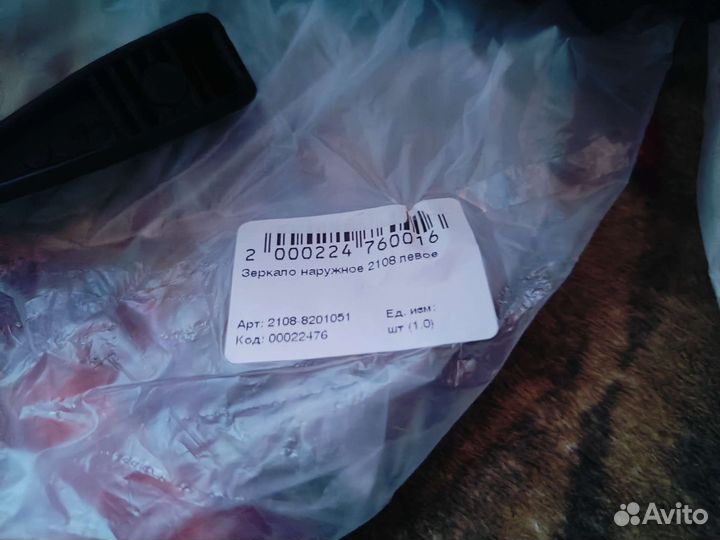 2 000224 760016
Зеркало наружное 2108 левое
Арт: 2108-8201051
Ед. изм:
Код: 00022476
шт (1,0)
Avito